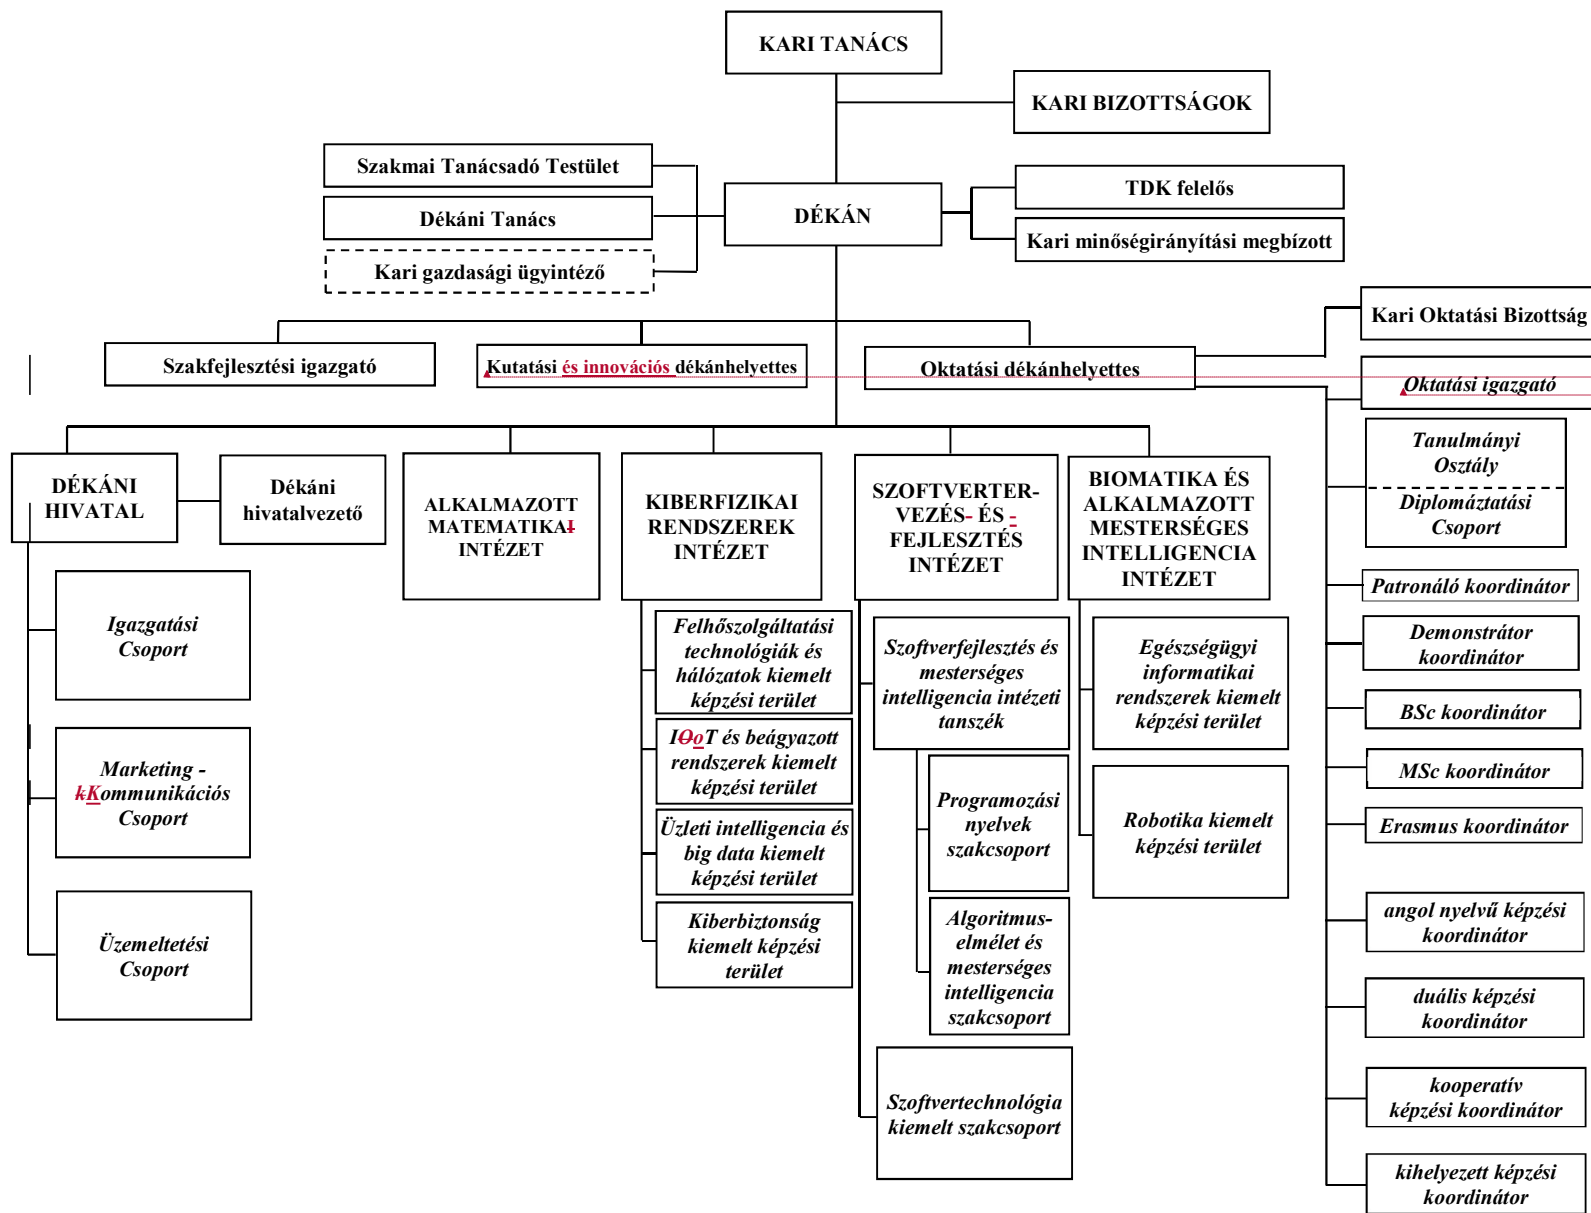 KARI TANÁCS
KARI BIZOTTSÁGOK
Szakmai Tanácsadó Testület
Dékáni Tanács
Kari gazdasági ügyintéző
DÉKÁN
TDK felelős
Kari minőségirányítási megbízott
Szakfejlesztési igazgató
Kutatási és innovációs dékánhelyettes
Oktatási dékánhelyettes
Kari Oktatási Bizottság
Oktatási igazgató
Tanulmányi
Osztály
Diplomáztatási
Csoport
Patronáló koordinátor
Demonstrátor
koordinátor
BSc koordinátor
MSc koordinátor
Erasmus koordinátor
angol nyelvű képzési
koordinátor
duális képzési
koordinátor
kooperatív
képzési koordinátor
kihelyezett képzési
koordinátor
DÉKÁNI
HIVATAL
Dékáni
hivatalvezető
Igazgatási
Csoport
Marketing -
kKommunikációs
Csoport
Üzemeltetési
Csoport
ALKALMAZOTT
MATEMATIKAI
INTÉZET
KIBERFIZIKAI
RENDSZEREK
INTÉZET
Felhőszolgáltatási
technológiák és
hálózatok kiemelt
képzési terület
IOoT és beágyazott
rendszerek kiemelt
képzési terület
Üzleti intelligencia és
big data kiemelt
képzési terület
Kiberbiztonság
kiemelt képzési
terület
SZOFTVERTER-
VEZÉS- ÉS -
FEJLESZTÉS
INTÉZET
Szoftverfejlesztés és
mesterséges
intelligencia intézeti
tanszék
Programozási
nyelvek
szakcsoport
Algoritmus-
elmélet és
mesterséges
intelligencia
szakcsoport
Szoftvertechnológia
kiemelt szakcsoport
BIOMATIKA ÉS
ALKALMAZOTT
MESTERSÉGES
INTELLIGENCIA
INTÉZET
Egészségügyi
informatikai
rendszerek kiemelt
képzési terület
Robotika kiemelt
képzési terület